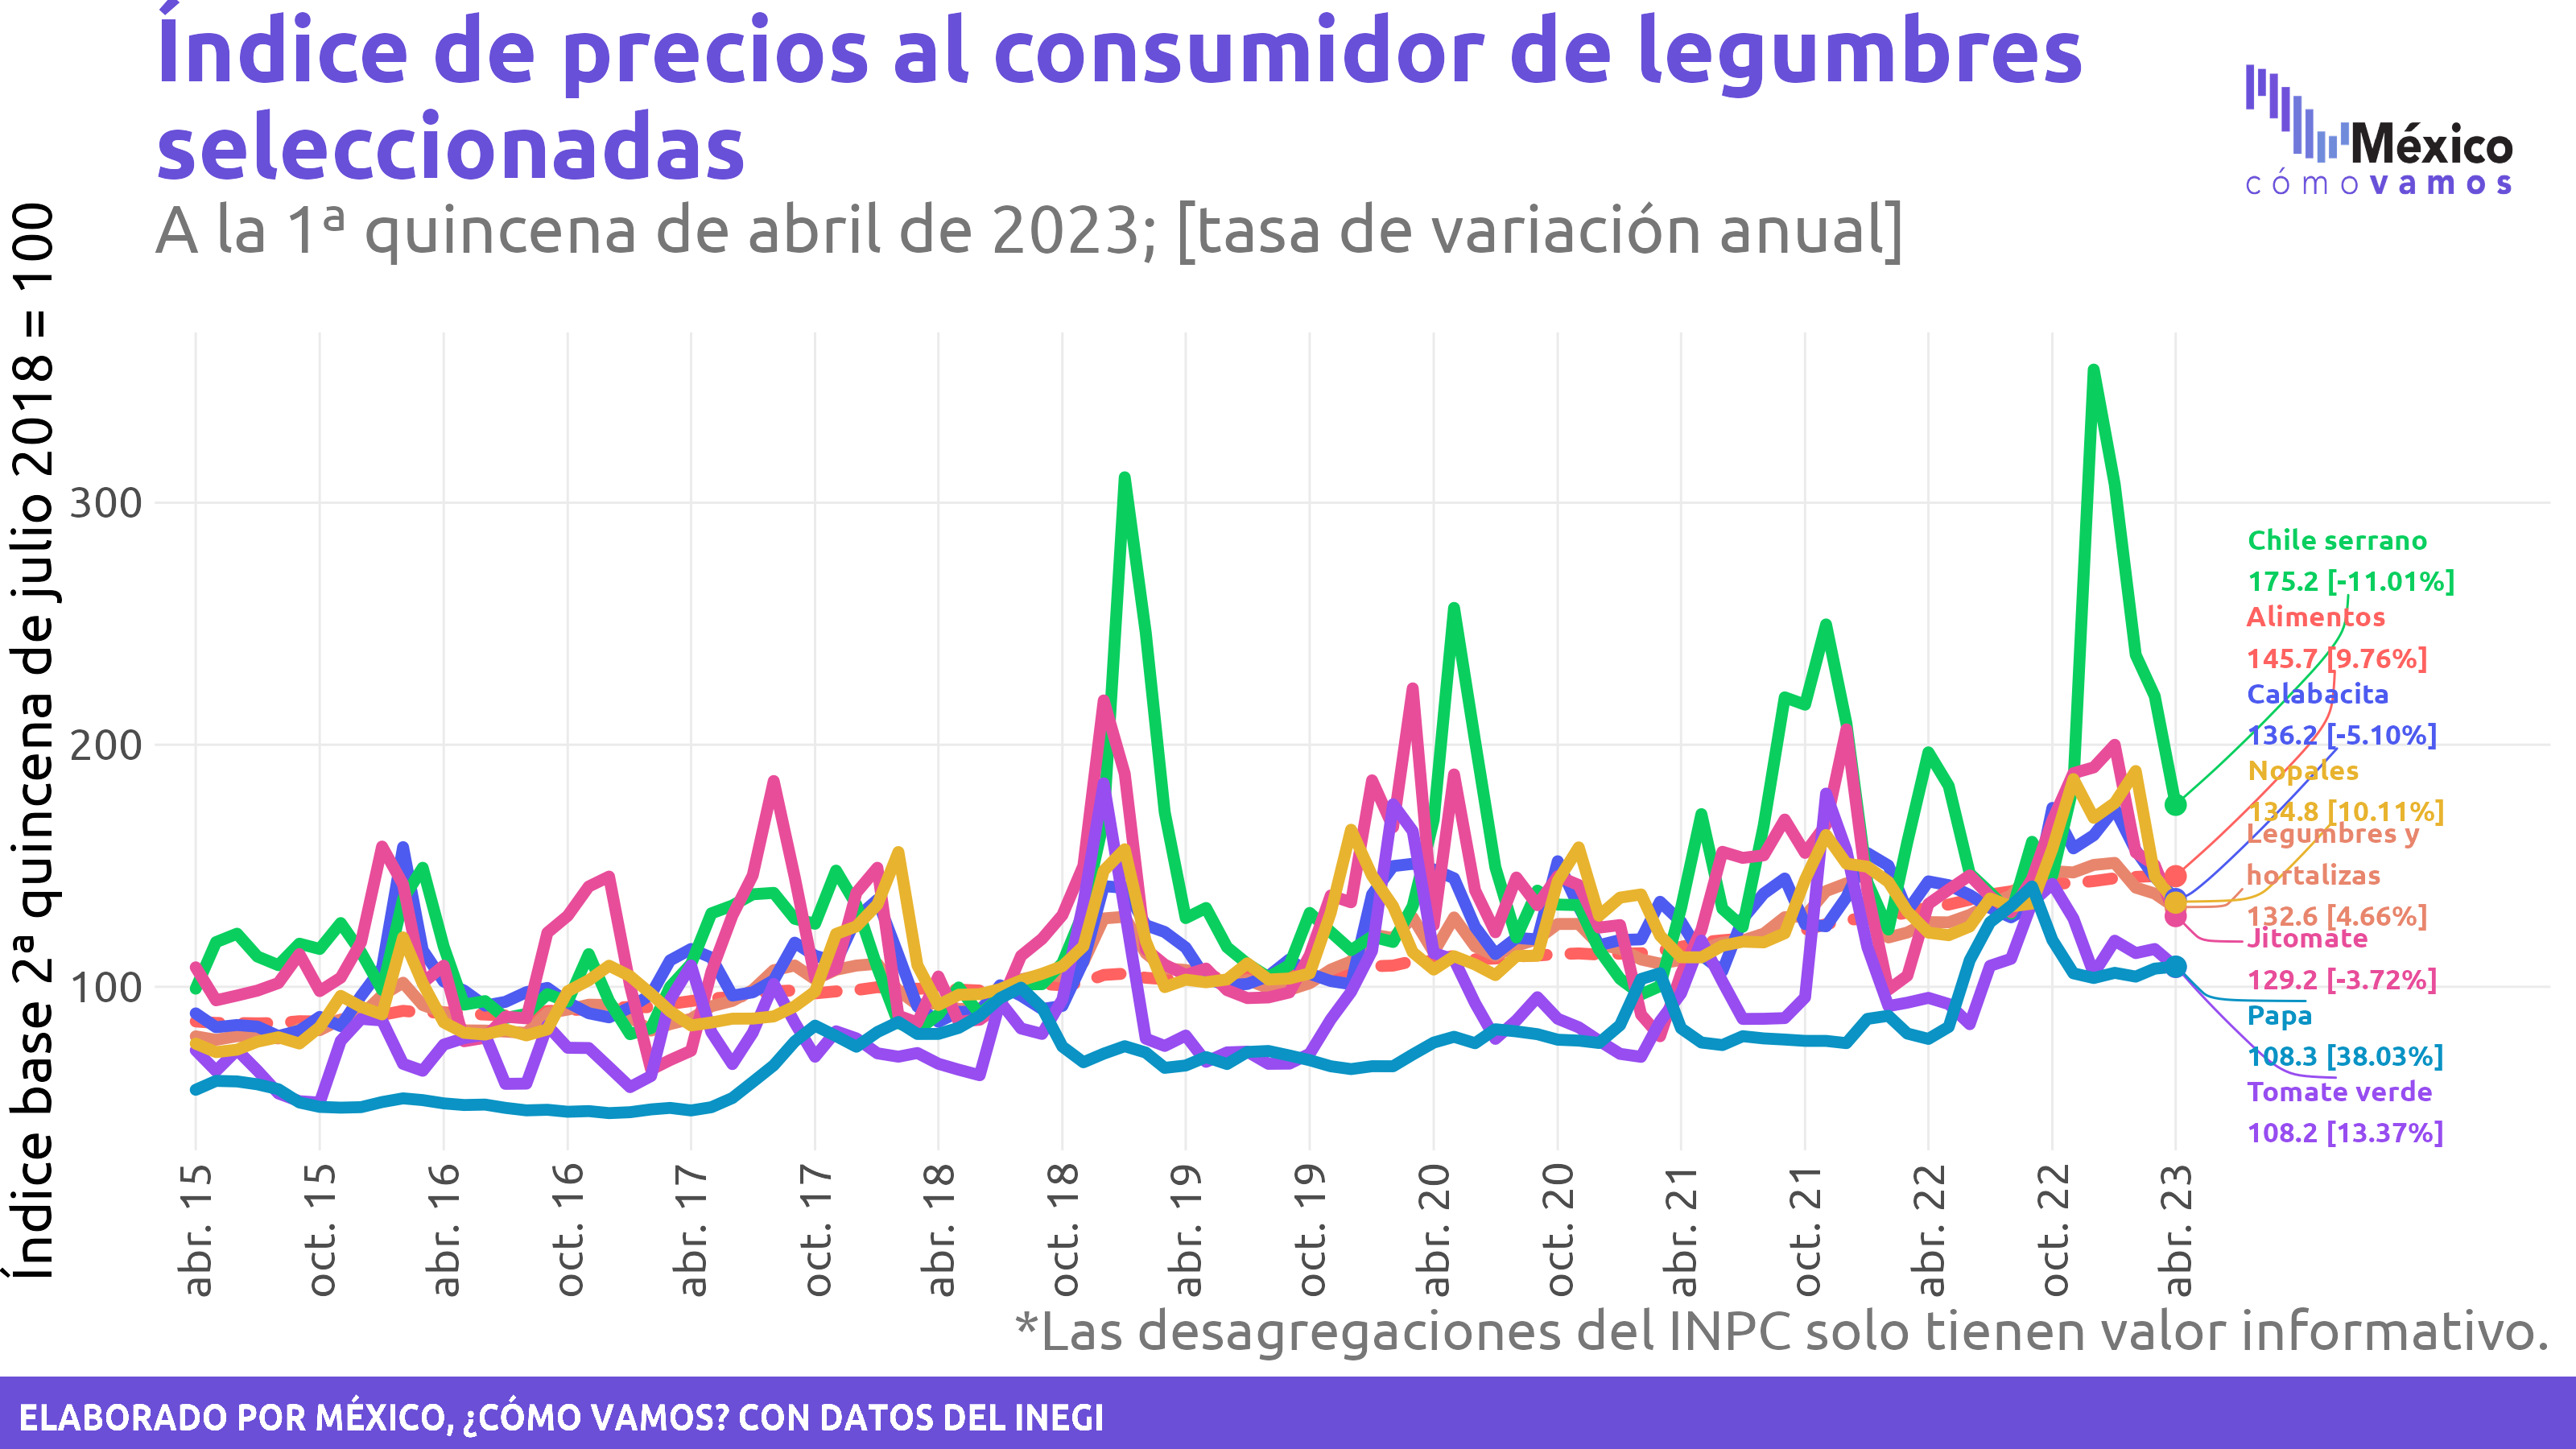 Índice de precios al consumidor de legumbres
seleccionadas
A la 1ª quincena de abril de 2023; [tasa de variación anual]
México
cómo vamos
Índice base 2ª quincena de julio 2018 = 100
300
200
100
Chile serrano
175.2 [-11.01%]
Alimentos
145.7 [9.76%]
Calabacita
136.2 [-5.10%]
Nopales
134.8 [10.11%]
Legumbres y
hortalizas
132.6 [4.66%]
Jitomate
129.2 [-3.72%]
Papa
108.3 [38.03%]
Tomate verde
108.2 [13.37%]
abr. 15
oct. 15
abr. 16
oct. 16
abr. 17
oct. 17
abr. 18
oct. 18
abr. 19
oct. 19
abr. 20
oct. 20
abr. 21
oct. 21
abr. 22
oct. 22
abr. 23
*Las desagregaciones del INPC solo tienen valor informativo.
ELABORADO POR MÉXICO, ¿CÓMO VAMOS? CON DATOS DEL INEGI